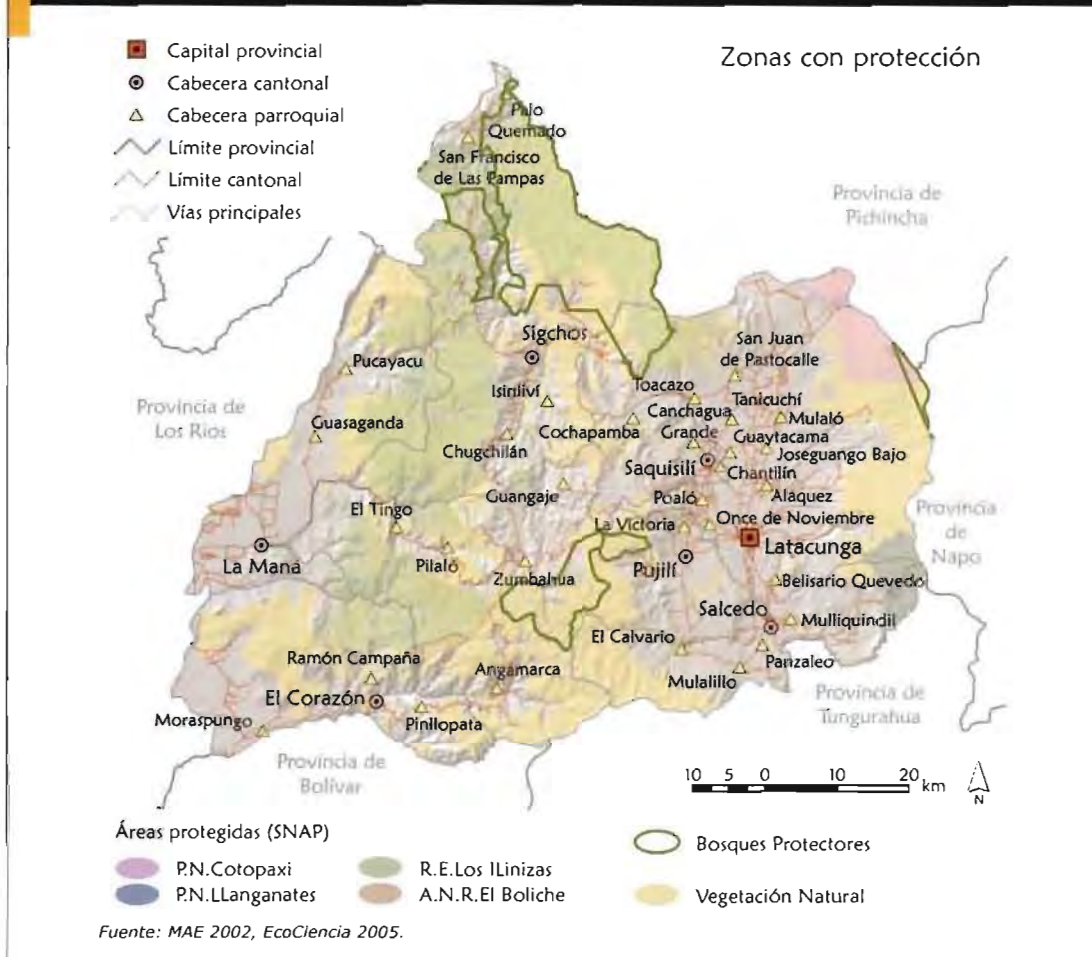 Zonas con protección
Capital provincial
Cabecera cantonal
Cabecera parroquial
Límite provincial
Límite cantonal
Vías principales
Palo
Quemado
San Francisco
de Las Pampas
Provincia de
Pichincha
Sigchos
San Juan
de Pastocalle
Pucayacu
Isinliví
Toacazo
Tanicuchí
Provincia de
Los Ríos
Guasaganda
Cochapamba
Canchagua
Grande
Mulaló
Guaytacama
Chugchilán
Joseguango Bajo
Saquisilí
Chantilín
Guangaje
Poaló
Aláquez
El Tingo
La Victoria
Once de Noviembre
Provincia
de
Napo
La Maná
Pilaló
Zumbahua
Pujilí
Latacunga
Belisario Quevedo
Salcedo
Mulliquindil
El Calvario
Ramón Campaña
Angamarca
Panzaleo
El Corazón
Mulalillo
Moraspungo
Pinllopata
Provincia de
Tungurahua
Provincia de
Bolívar
10 5 0 10 20 km
N
Áreas protegidas (SNAP)
P.N.Cotopaxi
P.N.LLanganates
R.E.Los ILinizas
A.N.R.El Boliche
Bosques Protectores
Vegetación Natural
Fuente: MAE 2002, EcoCiencia 2005.